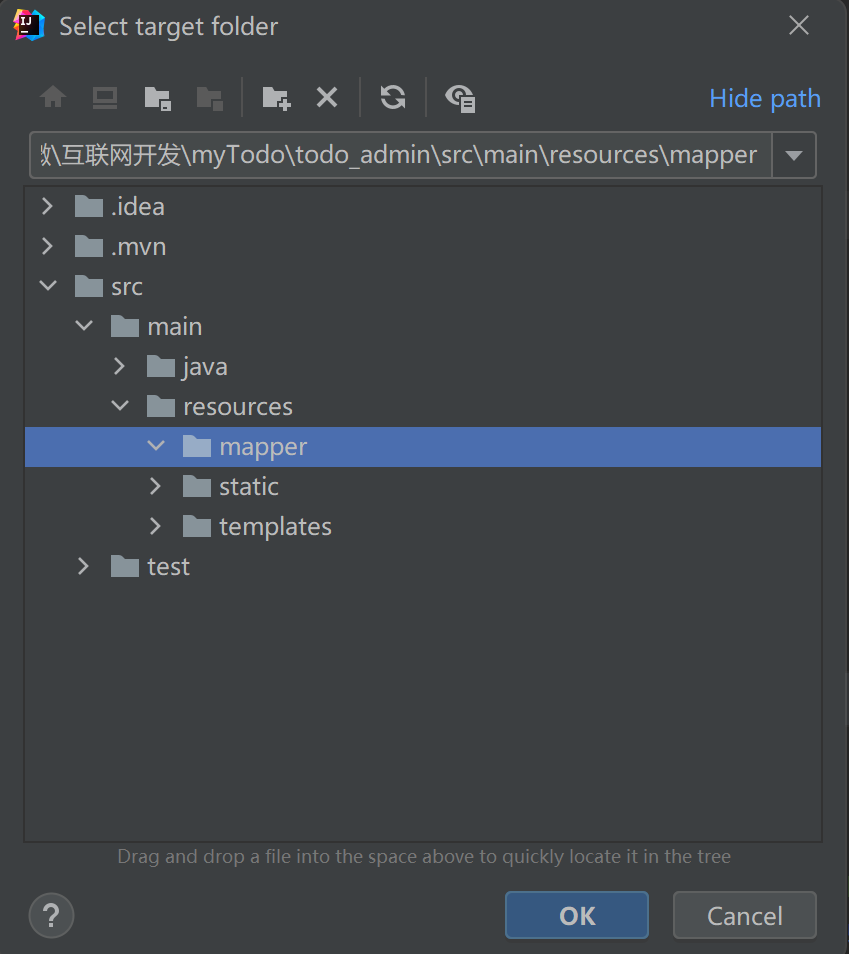 Select target folder
Hide path
\互联网开发\myTodo\todo_admin\src\main\resources\mapper
.idea
.mvn
src
main
java
resources
mapper
static
templates
test
Drag and drop a file into the space above to quickly locate it in the tree
?
OK
Cancel